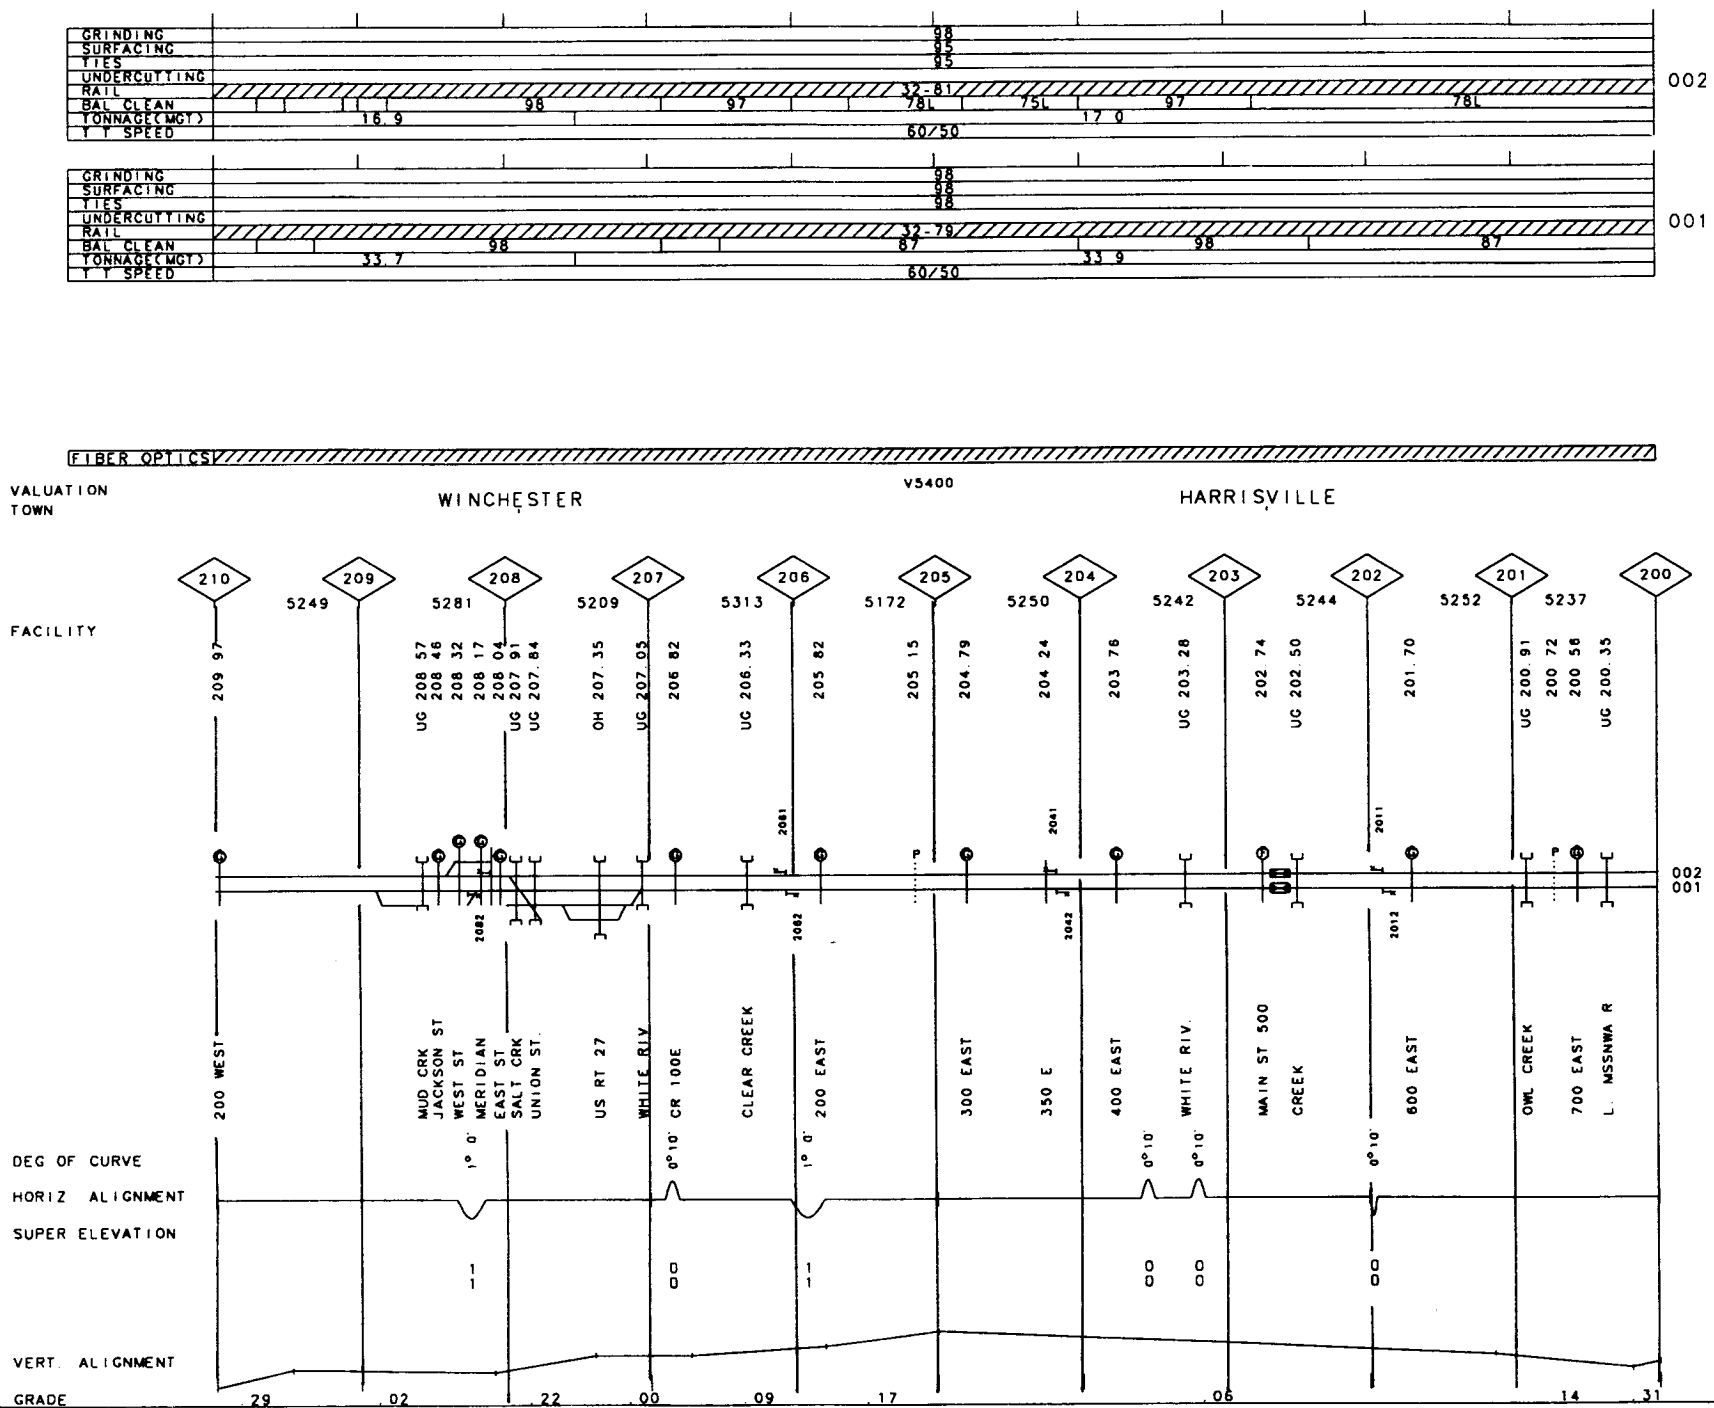 GRINDING 98
SURFACING 95
TIES 95
UNDERCUTTING
RAIL 32-81
002
BAL CLEAN 98 97 78L 75L 97 78L
TONNAGE(MGT) 16.9 17 0
T T SPEED 60/50
GRINDING 98
SURFACING 98
TIES 98
UNDERCUTTING
RAIL 32-79
001
BAL CLEAN 98 87 98 87
TONNAGE(MGT) 33.7 33 9
T T SPEED 60/50
FIBER OPTICS
VALUATION V5400
TOWN WINCHESTER HARRISVILLE
210 209 208 207 206 205 204 203 202 201 200
5249 5281 5209 5313 5172 5250 5242 5244 5252 5237
FACILITY
209 97
UG 208 57
208 46
208 32
208 17
208 04
UG 207 91
UG 207.84
OH 207.35
UG 207.05
206 82
UG 206.33
205 82
205 15
204.79
204 24
203 76
UG 203.28
202 74
UG 202.50
201.70
UG 200.91
200 72
200 58
UG 200.35
2061 2041 2011
G G G G G G G P G G G P
002
001
2082 2062 2042 2012
200 WEST
MUD CRK
JACKSON ST
WEST ST
MERIDIAN
EAST ST
SALT CRK
UNION ST.
US RT 27
WHITE RIV
CR 100E
CLEAR CREEK
200 EAST
300 EAST
350 E
400 EAST
WHITE RIV.
MAIN ST 500
CREEK
600 EAST
OWL CREEK
700 EAST
L. MSSNWA R
DEG OF CURVE 1° 0' 0°10' 1° 0' 0°10' 0°10' 0°10'
HORIZ ALIGNMENT
SUPER ELEVATION
1 0 1 0 0 0
1 0 1 0 0 0
VERT. ALIGNMENT
GRADE .29 .02 .22 .00 .09 .17 .06 .14 .31